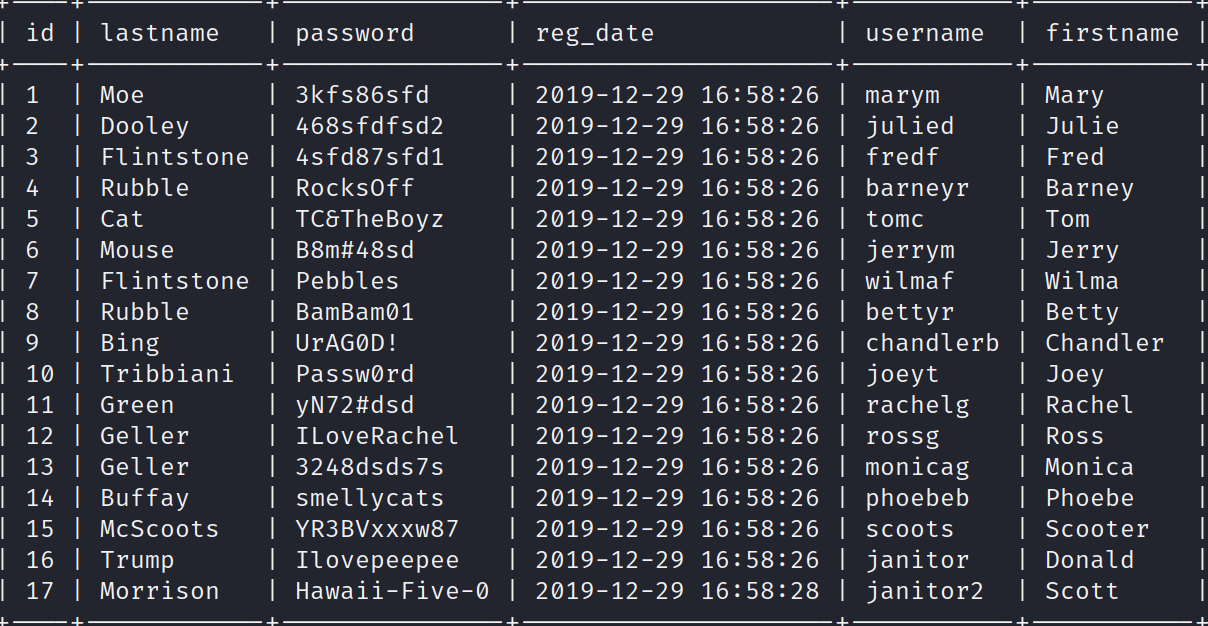 | id | lastname | password | reg_date | username | firstname |
| 1 | Moe | 3kfs86sfd | 2019-12-29 16:58:26 | marym | Mary |
| 2 | Dooley | 468sfdfsd2 | 2019-12-29 16:58:26 | julied | Julie |
| 3 | Flintstone | 4sfd87sfd1 | 2019-12-29 16:58:26 | fredf | Fred |
| 4 | Rubble | RocksOff | 2019-12-29 16:58:26 | barneyr | Barney |
| 5 | Cat | TC&TheBoyz | 2019-12-29 16:58:26 | tomc | Tom |
| 6 | Mouse | B8m#48sd | 2019-12-29 16:58:26 | jerrym | Jerry |
| 7 | Flintstone | Pebbles | 2019-12-29 16:58:26 | wilmaf | Wilma |
| 8 | Rubble | BamBam01 | 2019-12-29 16:58:26 | bettyr | Betty |
| 9 | Bing | UrAG0D! | 2019-12-29 16:58:26 | chandlerb | Chandler |
| 10 | Tribbiani | Passw0rd | 2019-12-29 16:58:26 | joeyt | Joey |
| 11 | Green | yN72#dsd | 2019-12-29 16:58:26 | rachelg | Rachel |
| 12 | Geller | ILoveRachel | 2019-12-29 16:58:26 | rossg | Ross |
| 13 | Geller | 3248dsds7s | 2019-12-29 16:58:26 | monicag | Monica |
| 14 | Buffay | smellycats | 2019-12-29 16:58:26 | phoebeb | Phoebe |
| 15 | McScoots | YR3BVxxxw87 | 2019-12-29 16:58:26 | scoots | Scooter |
| 16 | Trump | Ilovepeepee | 2019-12-29 16:58:26 | janitor | Donald |
| 17 | Morrison | Hawaii-Five-0 | 2019-12-29 16:58:28 | janitor2 | Scott |